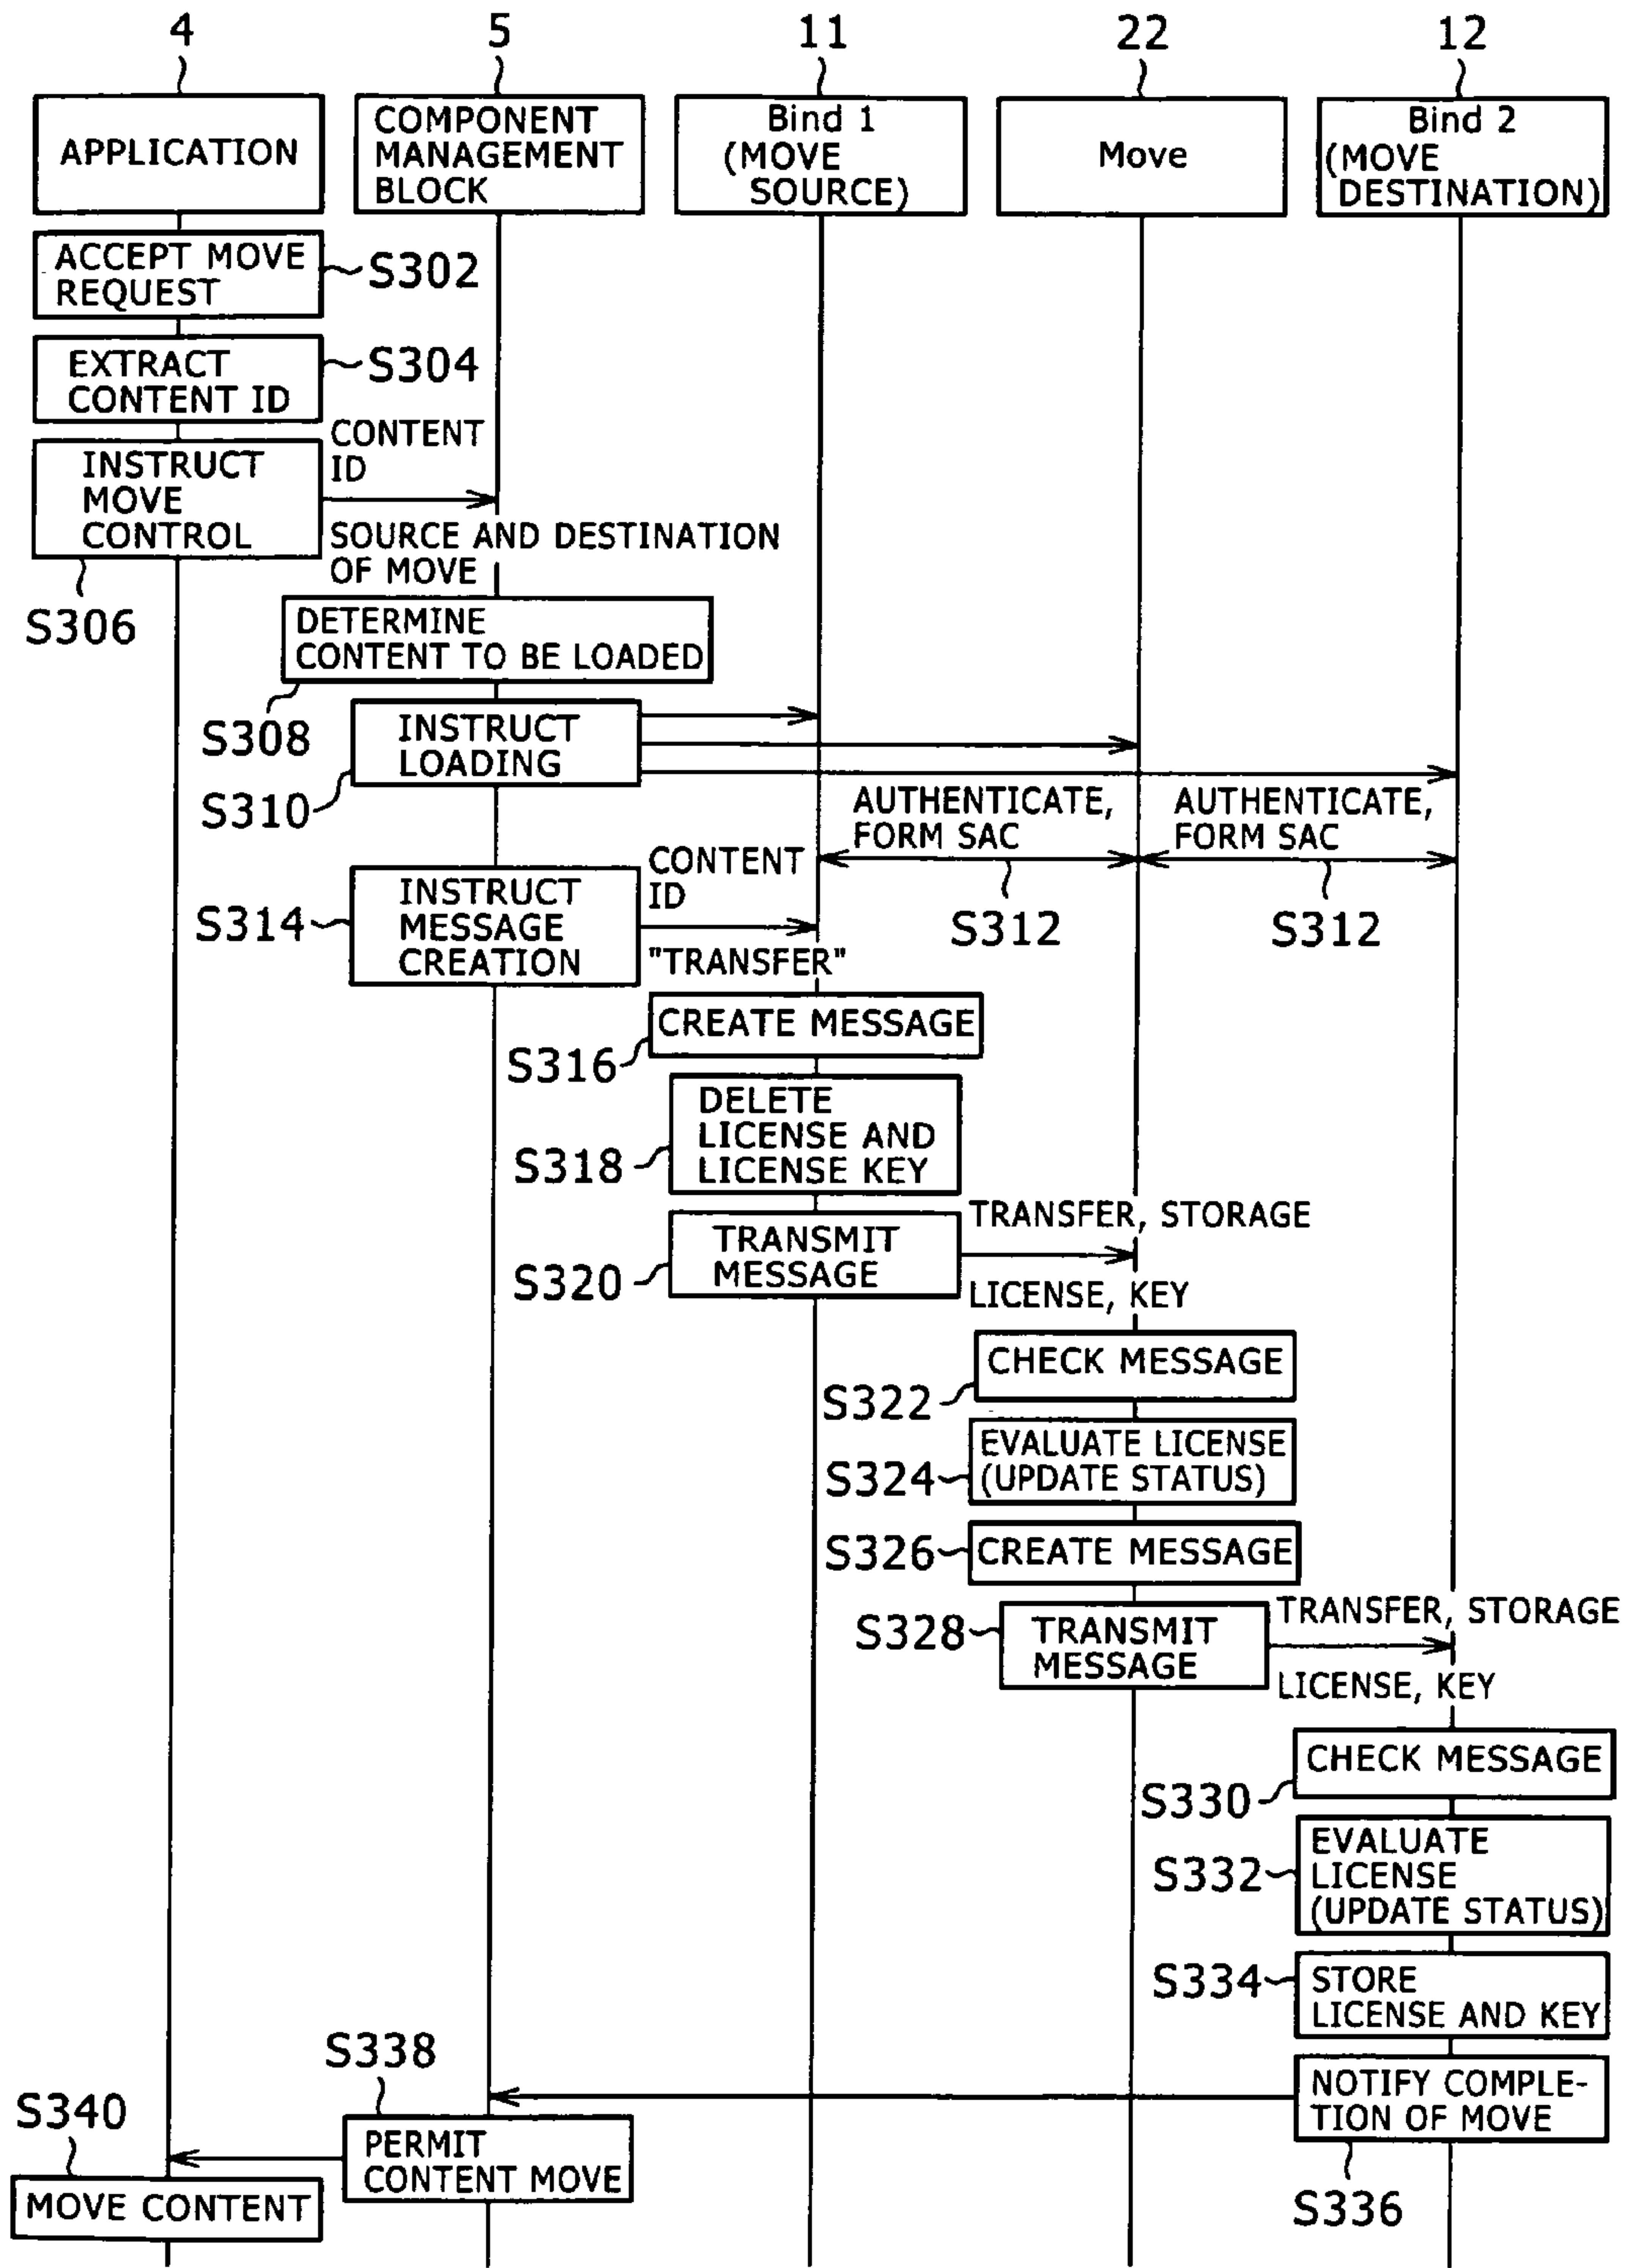 4
5
11
22
12
APPLICATION
COMPONENT
MANAGEMENT
BLOCK
Bind 1
(MOVE
SOURCE)
Move
Bind 2
(MOVE
DESTINATION)
ACCEPT MOVE
REQUEST
S302
EXTRACT
CONTENT ID
S304
INSTRUCT
MOVE
CONTROL
S306
CONTENT
ID
SOURCE AND DESTINATION
OF MOVE
DETERMINE
CONTENT TO BE LOADED
S308
INSTRUCT
LOADING
S310
AUTHENTICATE,
FORM SAC
S312
AUTHENTICATE,
FORM SAC
S312
INSTRUCT
MESSAGE
CREATION
S314
CONTENT
ID
"TRANSFER"
CREATE MESSAGE
S316
DELETE
LICENSE AND
LICENSE KEY
S318
TRANSMIT
MESSAGE
S320
TRANSFER, STORAGE
LICENSE, KEY
CHECK MESSAGE
S322
EVALUATE LICENSE
(UPDATE STATUS)
S324
CREATE MESSAGE
S326
TRANSMIT
MESSAGE
S328
TRANSFER, STORAGE
LICENSE, KEY
CHECK MESSAGE
S330
EVALUATE
LICENSE
(UPDATE STATUS)
S332
STORE
LICENSE AND KEY
S334
NOTIFY COMPLE-
TION OF MOVE
S336
S338
PERMIT
CONTENT MOVE
S340
MOVE CONTENT